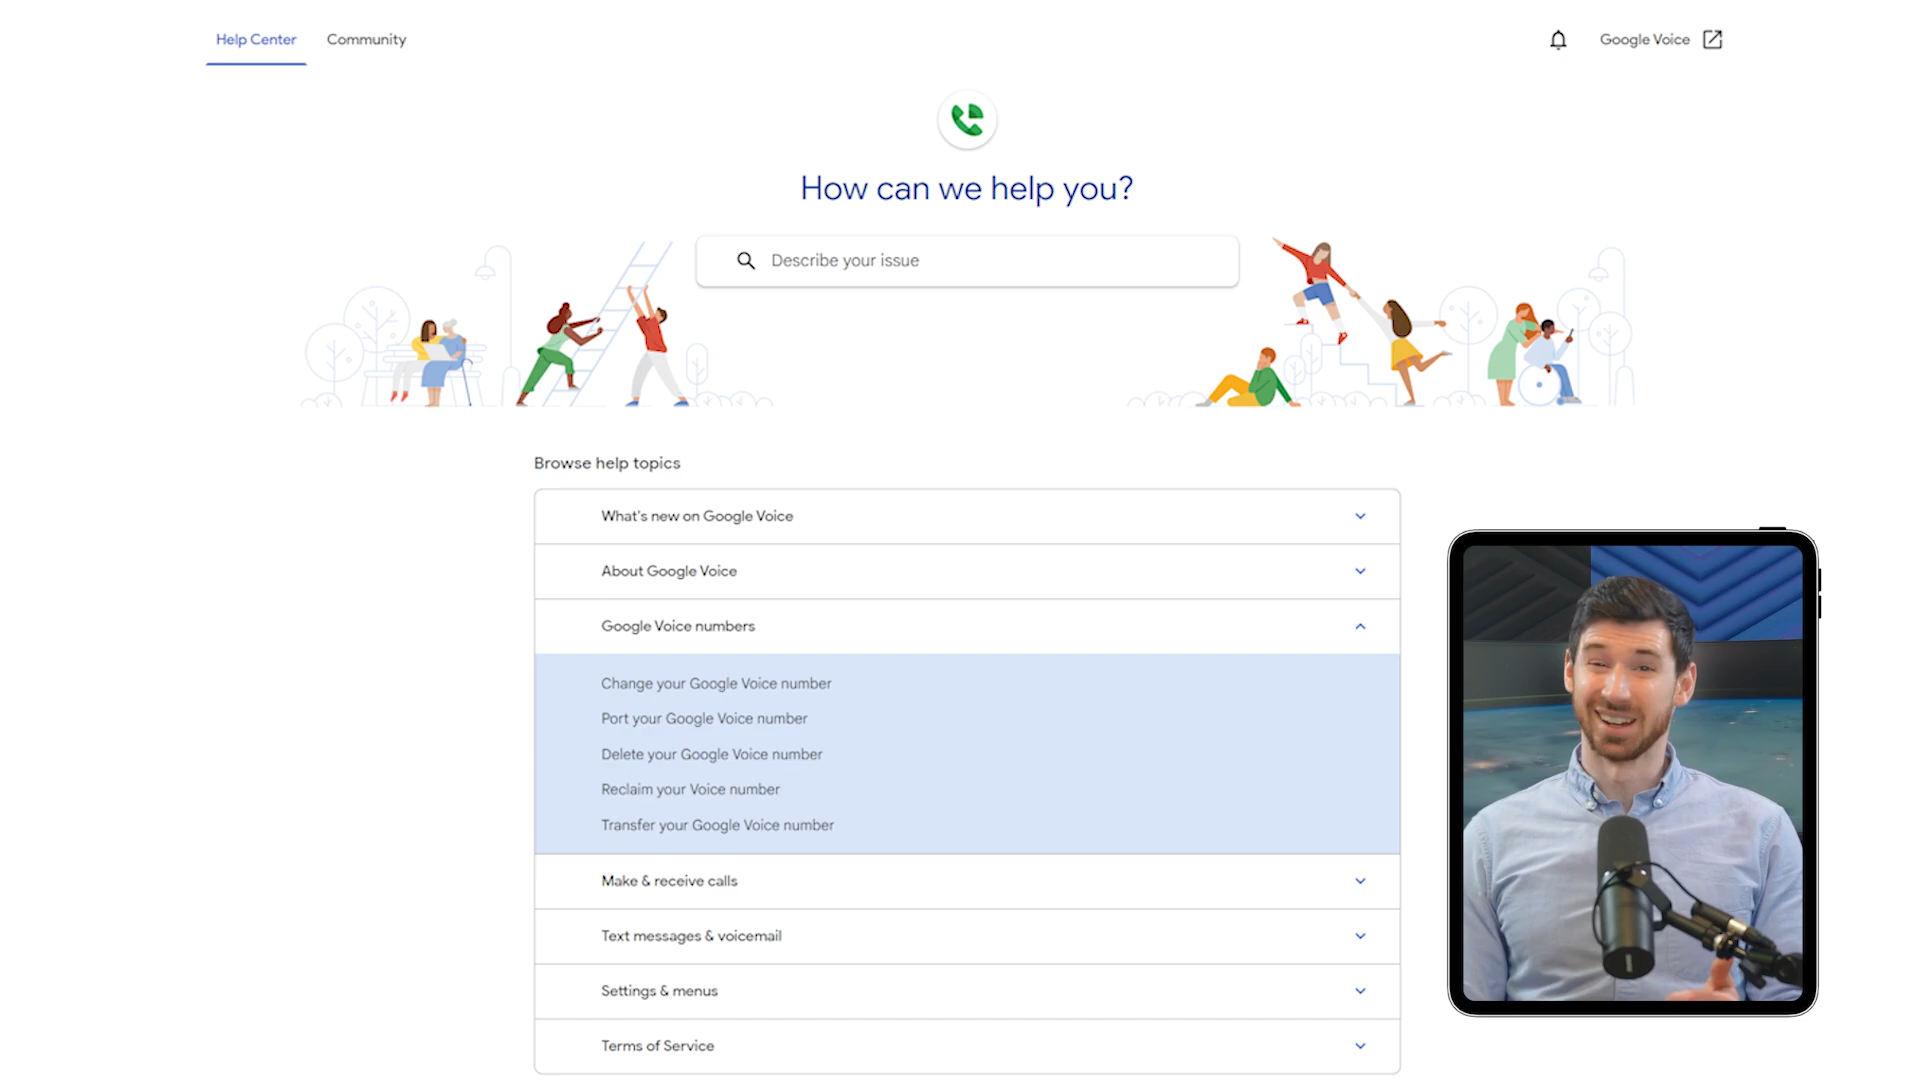 Help Center
Community
Google Voice
How can we help you?
Describe your issue
Browse help topics
What's new on Google Voice
About Google Voice
Google Voice numbers
Change your Google Voice number
Port your Google Voice number
Delete your Google Voice number
Reclaim your Voice number
Transfer your Google Voice number
Make & receive calls
Text messages & voicemail
Settings & menus
Terms of Service